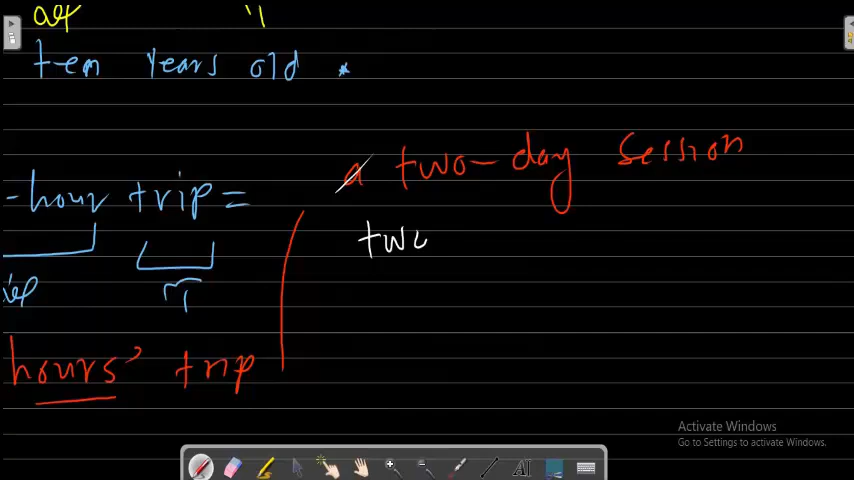 ten years old .
a two-day session
-hour trip =
two
hours' trip
Activate Windows
Go to Settings to activate Windows.